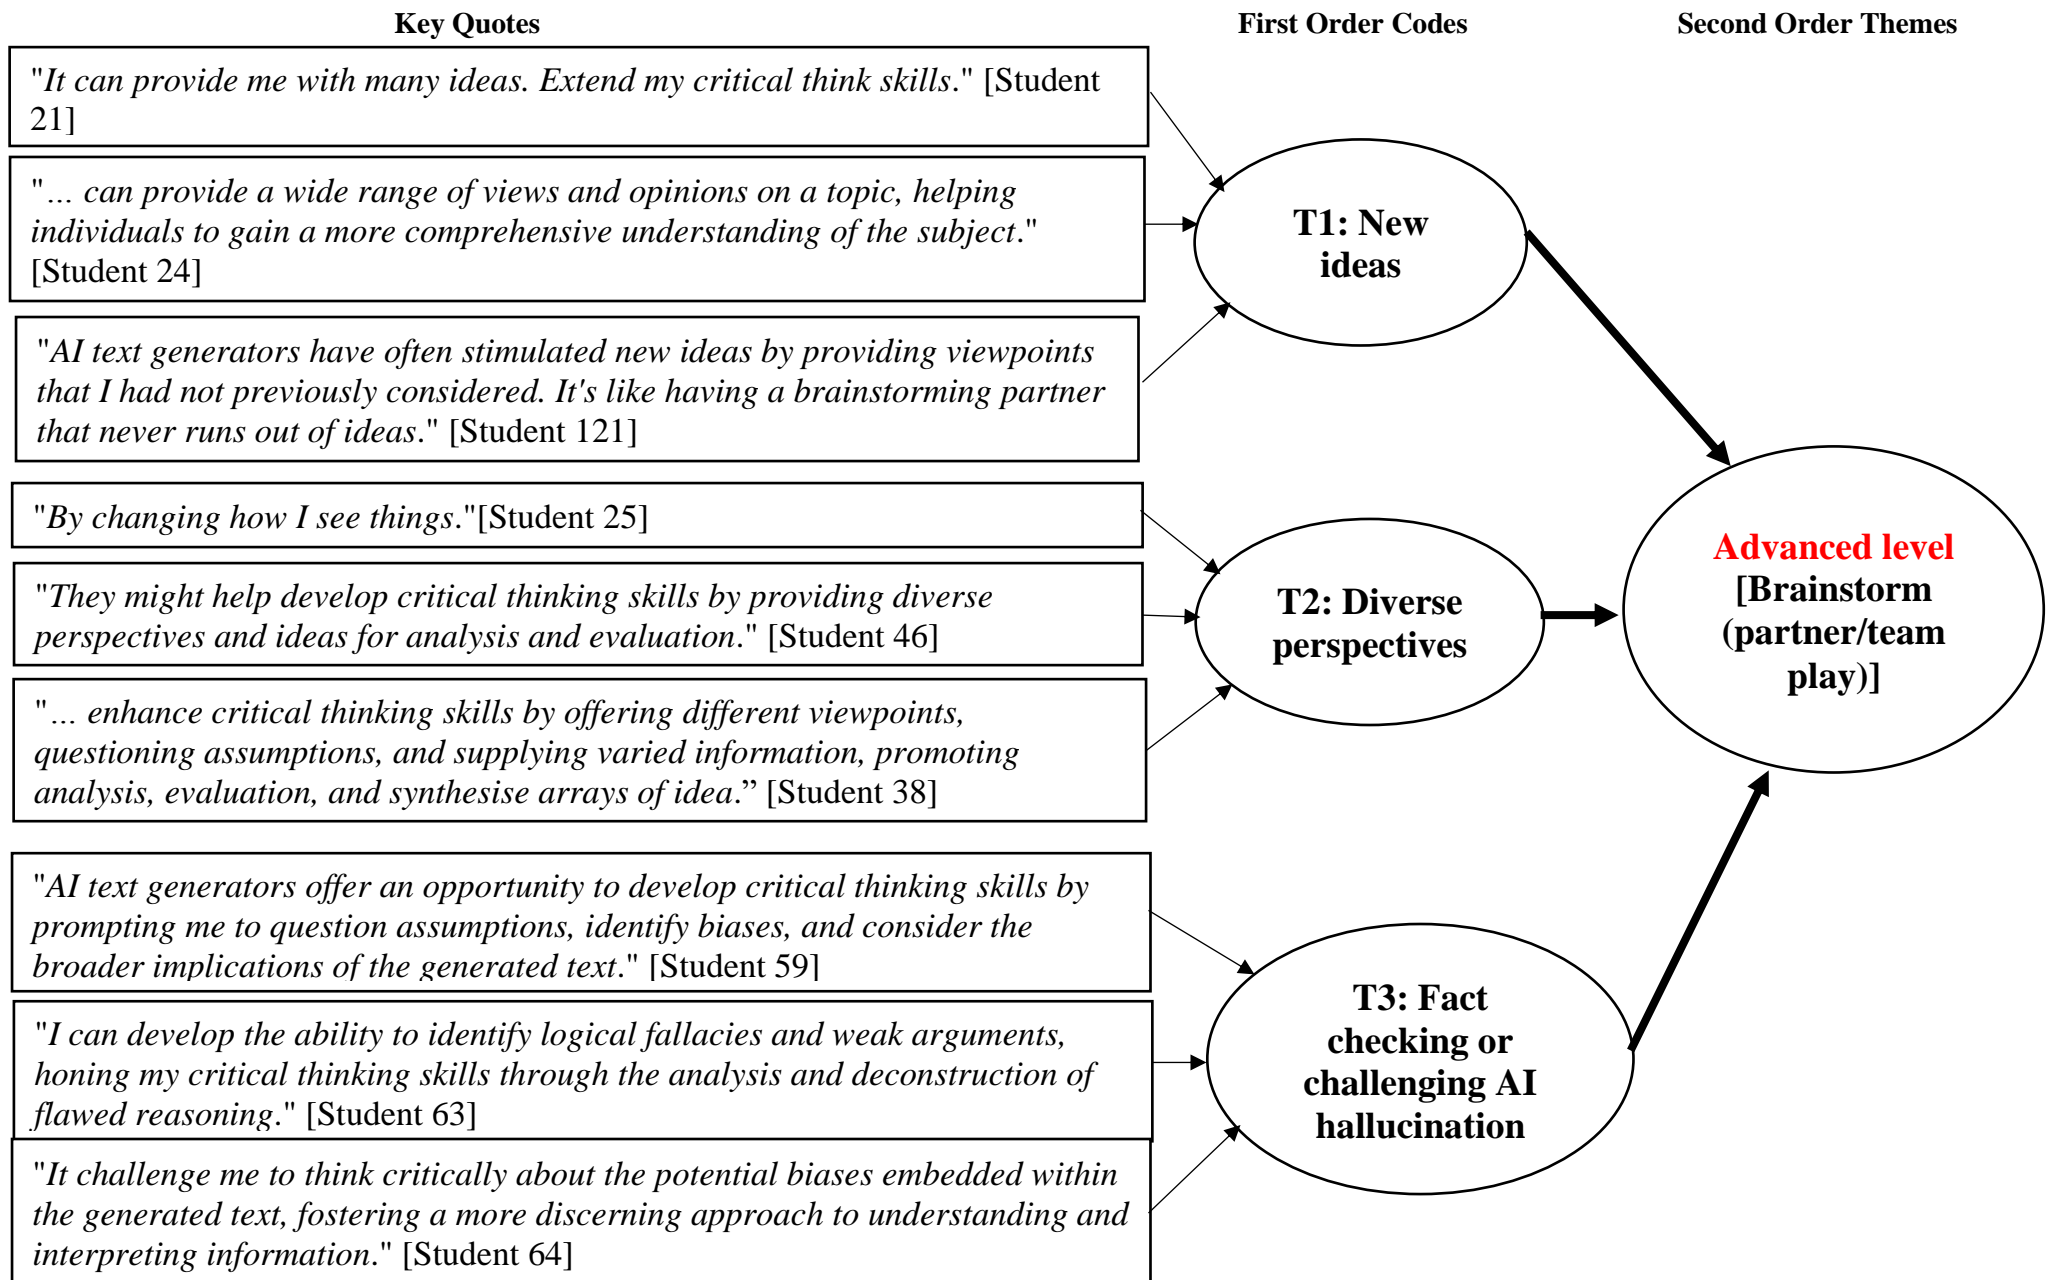 Key Quotes
First Order Codes
Second Order Themes
"It can provide me with many ideas. Extend my critical think skills." [Student
21]
"... can provide a wide range of views and opinions on a topic, helping
individuals to gain a more comprehensive understanding of the subject."
[Student 24]
"AI text generators have often stimulated new ideas by providing viewpoints
that I had not previously considered. It's like having a brainstorming partner
that never runs out of ideas." [Student 121]
T1: New
ideas
"By changing how I see things."[Student 25]
"They might help develop critical thinking skills by providing diverse
perspectives and ideas for analysis and evaluation." [Student 46]
"... enhance critical thinking skills by offering different viewpoints,
questioning assumptions, and supplying varied information, promoting
analysis, evaluation, and synthesise arrays of idea.” [Student 38]
T2: Diverse
perspectives
"AI text generators offer an opportunity to develop critical thinking skills by
prompting me to question assumptions, identify biases, and consider the
broader implications of the generated text." [Student 59]
"I can develop the ability to identify logical fallacies and weak arguments,
honing my critical thinking skills through the analysis and deconstruction of
flawed reasoning." [Student 63]
"It challenge me to think critically about the potential biases embedded within
the generated text, fostering a more discerning approach to understanding and
interpreting information." [Student 64]
T3: Fact
checking or
challenging AI
hallucination
Advanced level
[Brainstorm
(partner/team
play)]